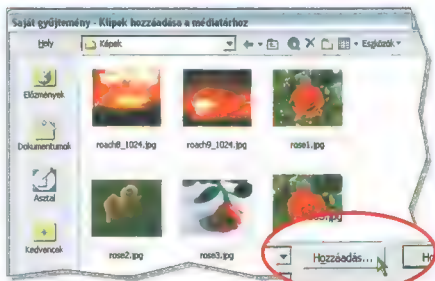 Saját gyűjtemény - Klipek hozzáadása a médiatárhoz
Hely
Képek
Eszközök
Előzmények
roach8_1024.jpg
roach9_1024.jpg
rose1.jpg
Dokumentumok
Asztal
Kedvencek
rose2.jpg
rose3.jpg
Hozzáadás...
Ho